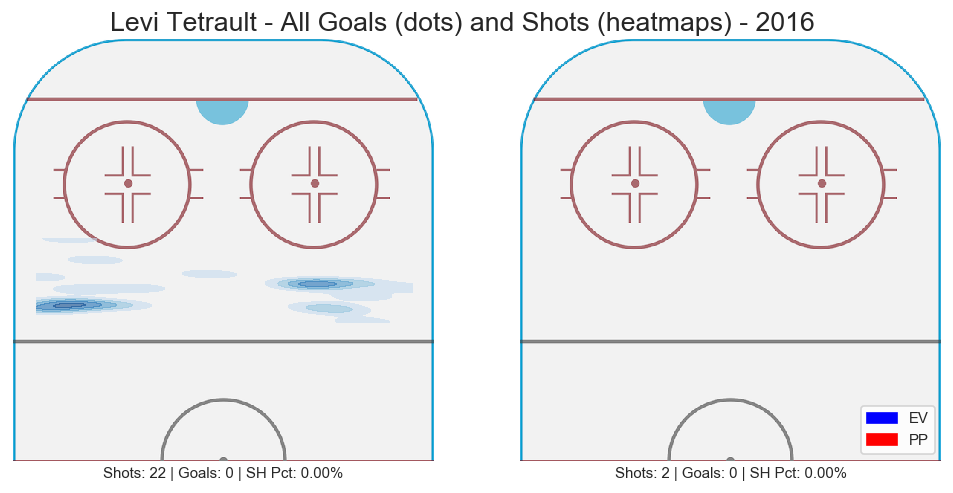 Levi Tetrault - All Goals (dots) and Shots (heatmaps) - 2016
EV
PP
Shots: 22 | Goals: 0 | SH Pct: 0.00%
Shots: 2 | Goals: 0 | SH Pct: 0.00%